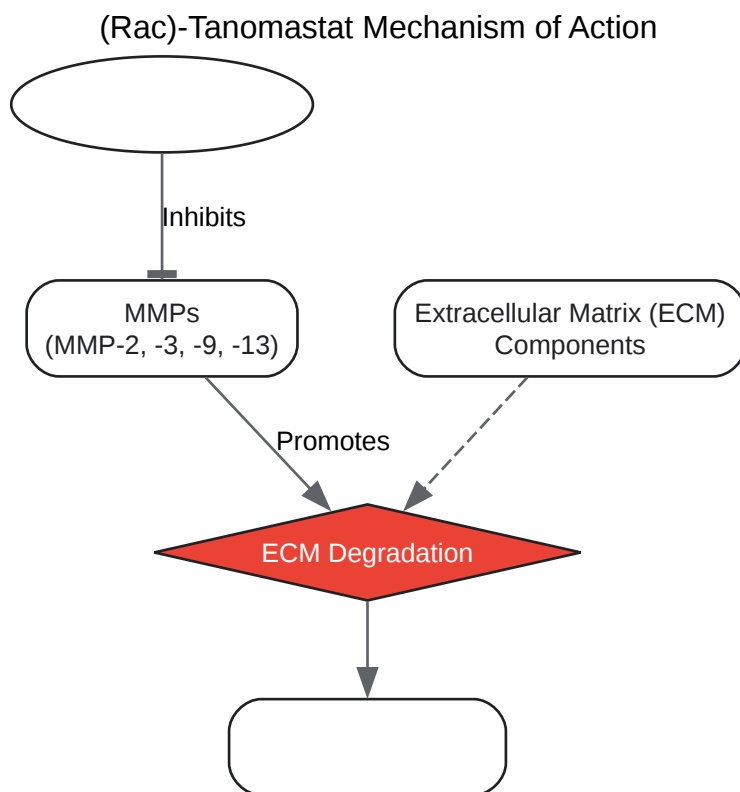 (Rac)-Tanomastat Mechanism of Action
Inhibits
MMPs
(MMP-2, -3, -9, -13)
Extracellular Matrix (ECM)
Components
Promotes
ECM Degradation